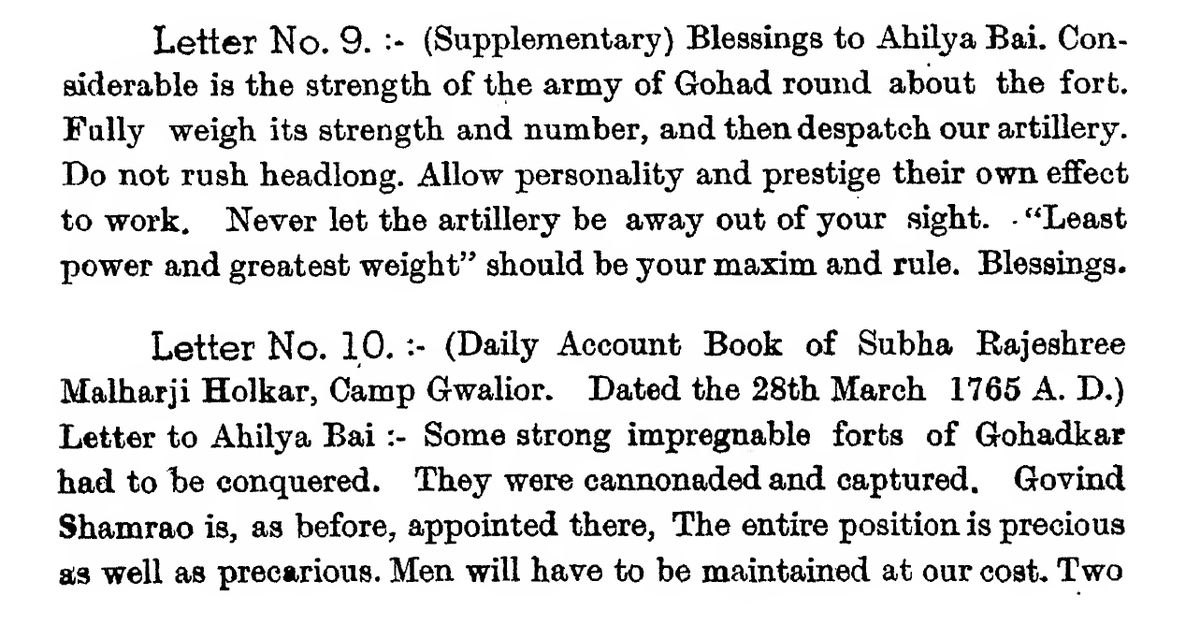 Letter No. 9. :- (Supplementary) Blessings to Ahilya Bai. Con-
siderable is the strength of the army of Gohad round about the fort.
Fully weigh its strength and number, and then despatch our artillery.
Do not rush headlong. Allow personality and prestige their own effect
to work. Never let the artillery be away out of your sight. "Least
power and greatest weight" should be your maxim and rule. Blessings.
Letter No. 10. :- (Daily Account Book of Subha Rajeshree
Malharji Holkar, Camp Gwalior. Dated the 28th March 1765 A. D.)
Letter to Ahilya Bai :- Some strong impregnable forts of Gohadkar
had to be conquered. They were cannonaded and captured. Govind
Shamrao is, as before, appointed there, The entire position is precious
as well as precarious. Men will have to be maintained at our cost. Two